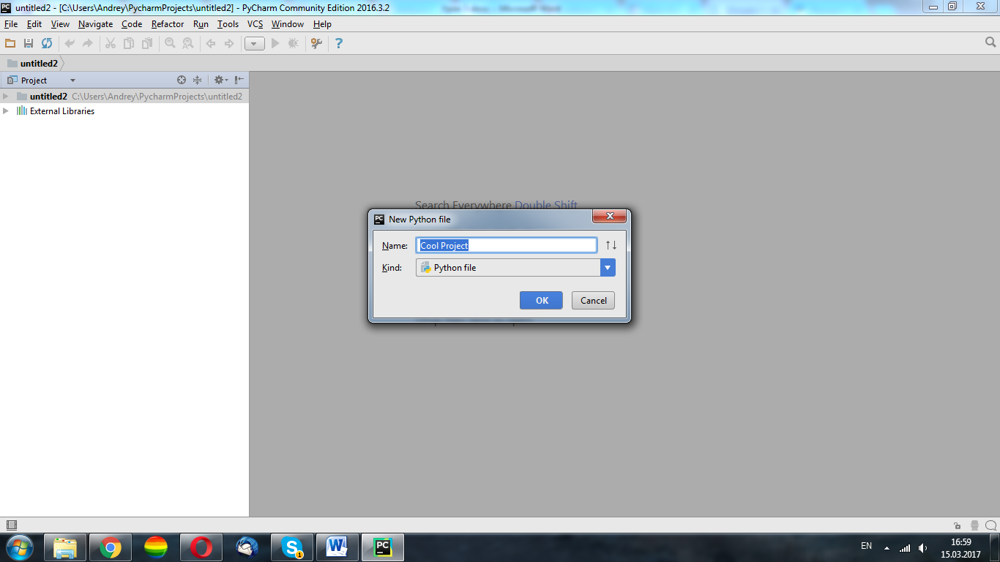 untitled2 - [C:\Users\Andrey\PycharmProjects\untitled2] - PyCharm Community Edition 2016.3.2
File Edit View Navigate Code Refactor Run Tools VCS Window Help
untitled2
Project
untitled2 C:\Users\Andrey\PycharmProjects\untitled2
External Libraries
Search Everywhere Double Shift
PC New Python file
Name: Cool Project
Kind: Python file
OK Cancel
EN 16:59
15.03.2017